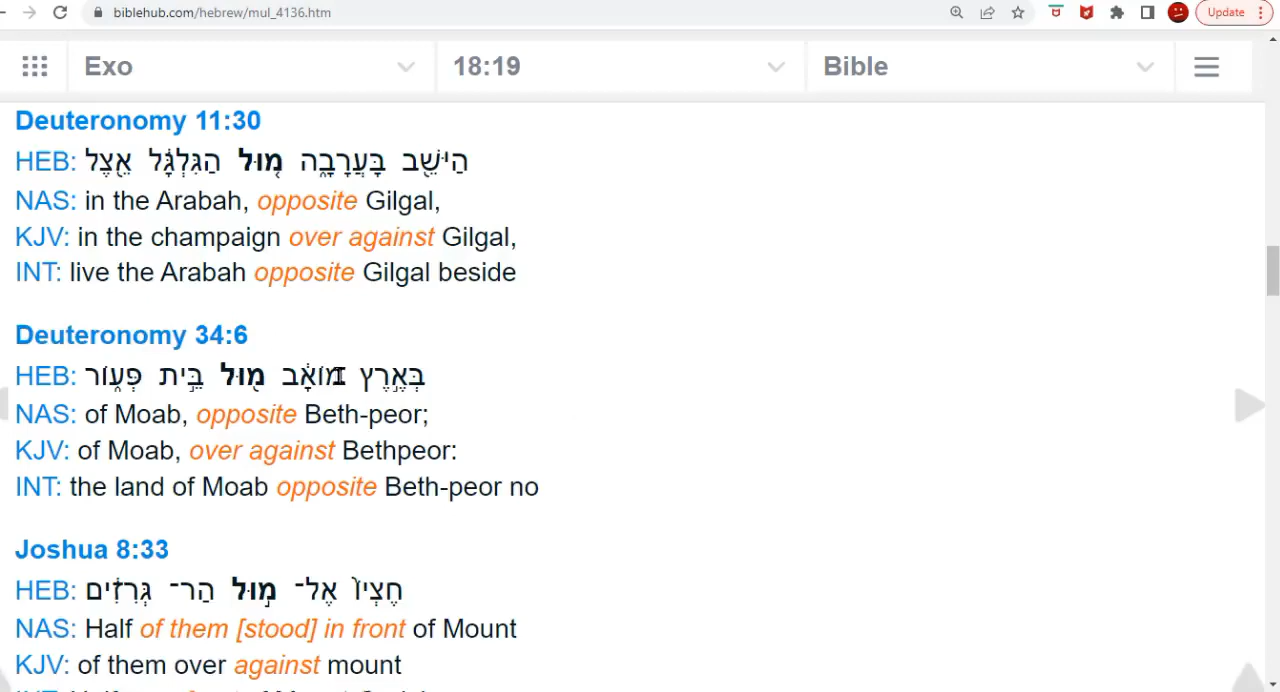 biblehub.com/hebrew/mul_4136.htm
Update
Exo
18:19
Bible
Deuteronomy 11:30
HEB: הַיֹּשֵׁ֖ב בָּֽעֲרָבָ֑ה מ֚וּל הַגִּלְגָּ֔ל אֵ֖צֶל
NAS: in the Arabah, opposite Gilgal,
KJV: in the champaign over against Gilgal,
INT: live the Arabah opposite Gilgal beside
Deuteronomy 34:6
HEB: בְּאֶ֣רֶץ מוֹאָ֔ב מ֖וּל בֵּ֣ית פְּע֑וֹר
NAS: of Moab, opposite Beth-peor;
KJV: of Moab, over against Bethpeor:
INT: the land of Moab opposite Beth-peor no
Joshua 8:33
HEB: חֶצְיוֹ֙ אֶל־ מ֣וּל הַר־ גְּרִזִ֔ים
NAS: Half of them [stood] in front of Mount
KJV: of them over against mount